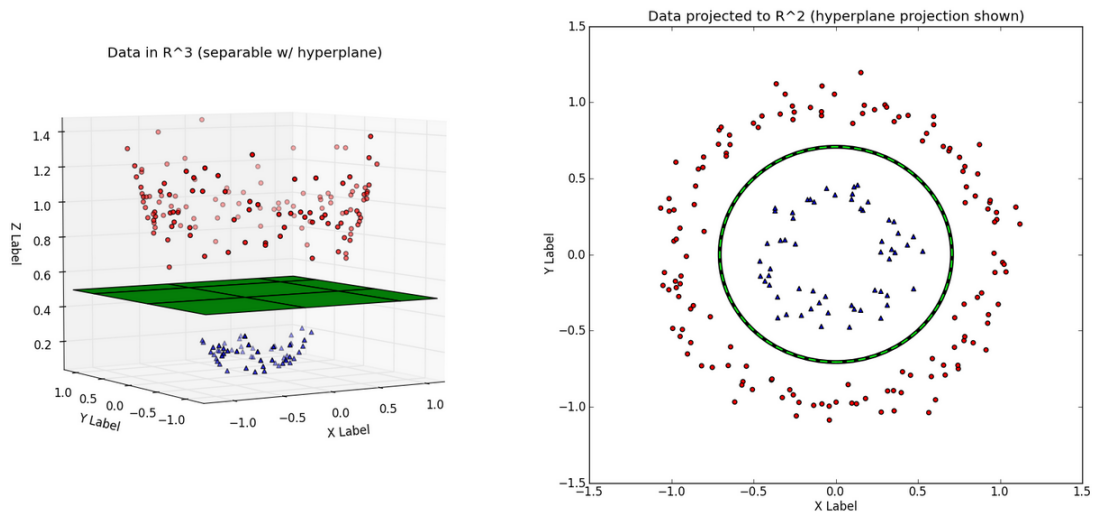 Data in R^3 (separable w/ hyperplane)
1.4
1.2
1.0
0.8
0.6
0.4
0.2
Z Label
1.0 0.5 0.0 −0.5 −1.0
Y Label
−1.0 −0.5 0.0 0.5 1.0
X Label
Data projected to R^2 (hyperplane projection shown)
1.5
1.0
0.5
0.0
−0.5
−1.0
−1.5
Y Label
−1.5 −1.0 −0.5 0.0 0.5 1.0 1.5
X Label